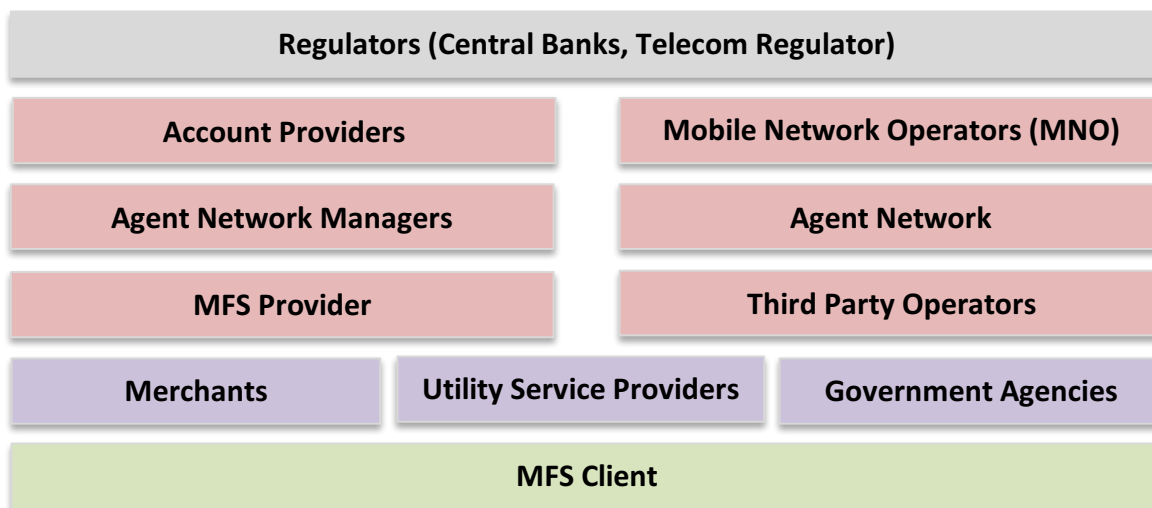 Regulators (Central Banks, Telecom Regulator)
Account Providers
Mobile Network Operators (MNO)
Agent Network Managers
Agent Network
MFS Provider
Third Party Operators
Merchants
Utility Service Providers
Government Agencies
MFS Client